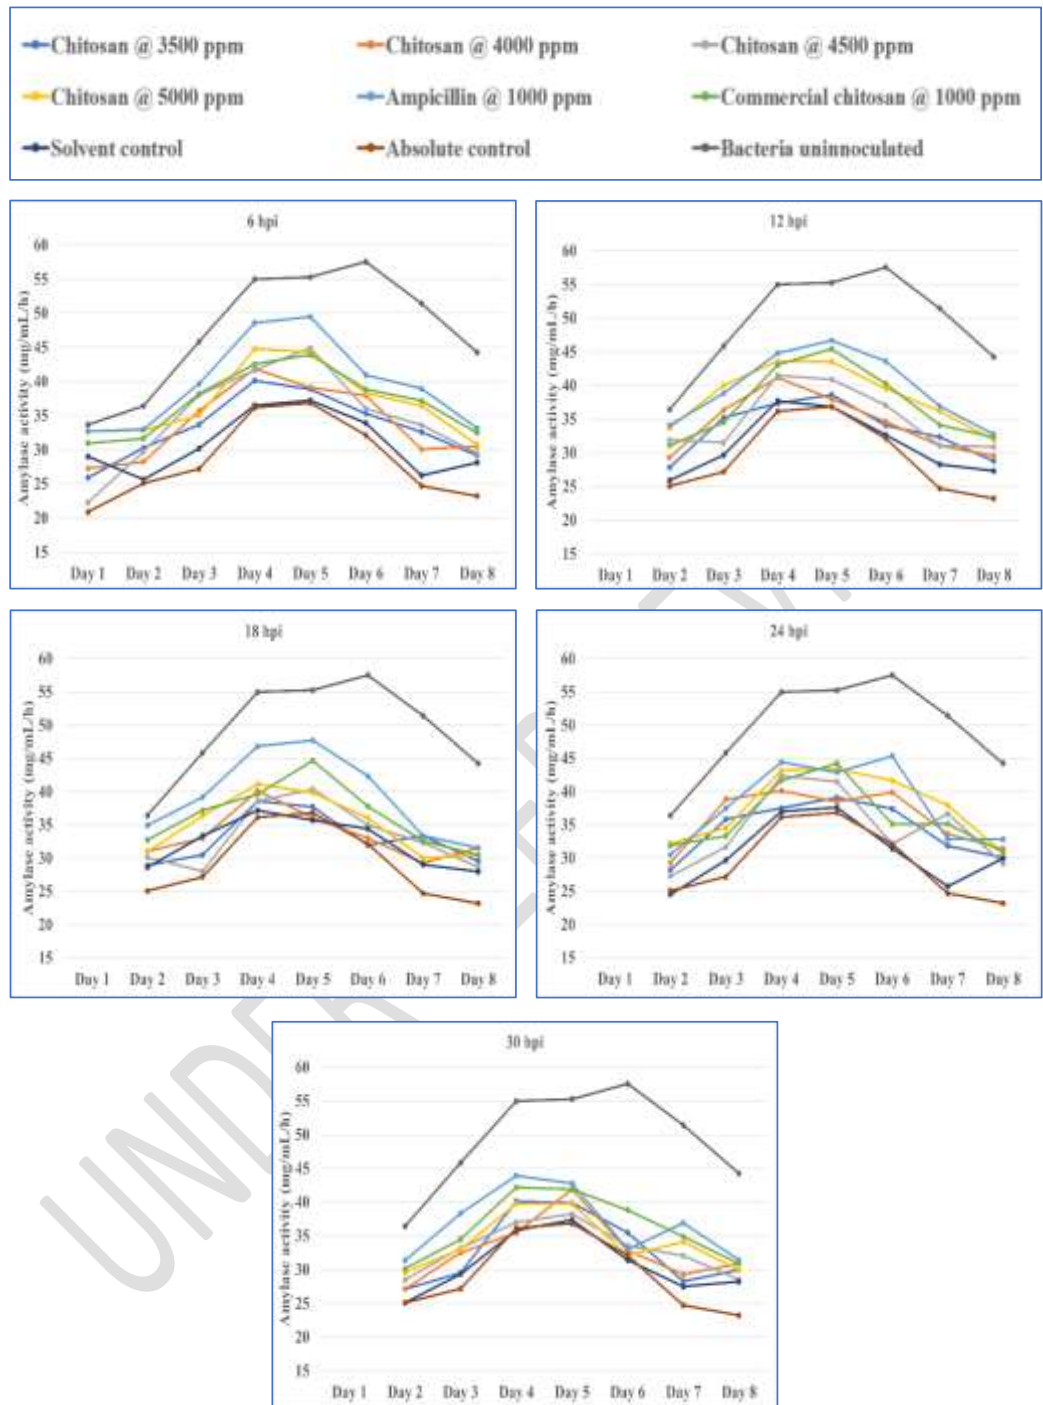 Chitosan @ 3500 ppm Chitosan @ 4000 ppm Chitosan @ 4500 ppm
Chitosan @ 5000 ppm Ampicillin @ 1000 ppm Commercial chitosan @ 1000 ppm
Solvent control Absolute control Bacteria uninnoculated
6 hpi
Amylase activity (mg/mL/h)
60
55
50
45
40
35
30
25
20
15
Day 1 Day 2 Day 3 Day 4 Day 5 Day 6 Day 7 Day 8
12 hpi
Amylase activity (mg/mL/h)
60
55
50
45
40
35
30
25
20
15
Day 1 Day 2 Day 3 Day 4 Day 5 Day 6 Day 7 Day 8
18 hpi
Amylase activity (mg/mL/h)
60
55
50
45
40
35
30
25
20
15
Day 1 Day 2 Day 3 Day 4 Day 5 Day 6 Day 7 Day 8
24 hpi
Amylase activity (mg/mL/h)
60
55
50
45
40
35
30
25
20
15
Day 1 Day 2 Day 3 Day 4 Day 5 Day 6 Day 7 Day 8
30 hpi
Amylase activity (mg/mL/h)
60
55
50
45
40
35
30
25
20
15
Day 1 Day 2 Day 3 Day 4 Day 5 Day 6 Day 7 Day 8